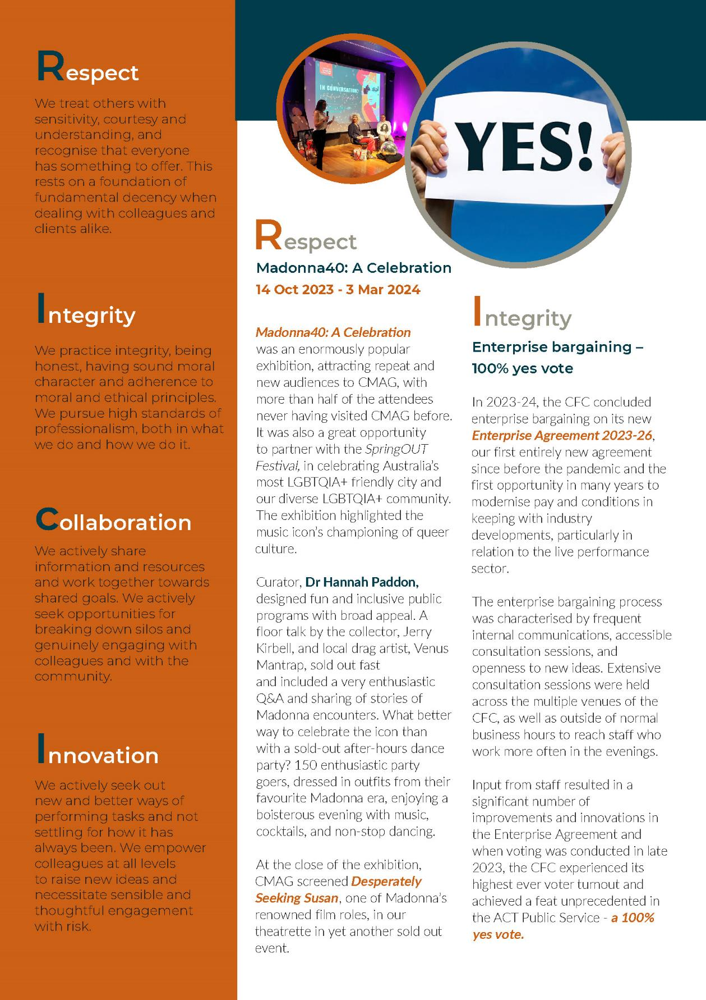 Respect
We treat others with
sensitivity, courtesy and
understanding, and
recognise that everyone
has something to offer. This
rests on a foundation of
fundamental decency when
dealing with colleagues and
clients alike.
Integrity
We practice integrity, being
honest, having sound moral
character and adherence to
moral and ethical principles.
We pursue high standards of
professionalism, both in what
we do and how we do it.
Collaboration
We actively share
information and resources
and work together towards
shared goals. We actively
seek opportunities for
breaking down silos and
genuinely engaging with
colleagues and with the
community.
Innovation
We actively seek out
new and better ways of
performing tasks and not
settling for how it has
always been. We empower
colleagues at all levels
to raise new ideas and
necessitate sensible and
thoughtful engagement
with risk.
IN CONVERSATION:
YES!
Respect
Madonna40: A Celebration
14 Oct 2023 - 3 Mar 2024
Madonna40: A Celebration
was an enormously popular
exhibition, attracting repeat and
new audiences to CMAG, with
more than half of the attendees
never having visited CMAG before.
It was also a great opportunity
to partner with the SpringOUT
Festival, in celebrating Australia's
most LGBTQIA+ friendly city and
our diverse LGBTQIA+ community.
The exhibition highlighted the
music icon's championing of queer
culture.
Curator, Dr Hannah Paddon,
designed fun and inclusive public
programs with broad appeal. A
floor talk by the collector, Jerry
Kirbell, and local drag artist, Venus
Mantrap, sold out fast
and included a very enthusiastic
Q&A and sharing of stories of
Madonna encounters. What better
way to celebrate the icon than
with a sold-out after-hours dance
party? 150 enthusiastic party
goers, dressed in outfits from their
favourite Madonna era, enjoying a
boisterous evening with music,
cocktails, and non-stop dancing.
At the close of the exhibition,
CMAG screened Desperately
Seeking Susan, one of Madonna's
renowned film roles, in our
theatrette in yet another sold out
event.
Integrity
Enterprise bargaining –
100% yes vote
In 2023-24, the CFC concluded
enterprise bargaining on its new
Enterprise Agreement 2023-26,
our first entirely new agreement
since before the pandemic and the
first opportunity in many years to
modernise pay and conditions in
keeping with industry
developments, particularly in
relation to the live performance
sector.
The enterprise bargaining process
was characterised by frequent
internal communications, accessible
consultation sessions, and
openness to new ideas. Extensive
consultation sessions were held
across the multiple venues of the
CFC, as well as outside of normal
business hours to reach staff who
work more often in the evenings.
Input from staff resulted in a
significant number of
improvements and innovations in
the Enterprise Agreement and
when voting was conducted in late
2023, the CFC experienced its
highest ever voter turnout and
achieved a feat unprecedented in
the ACT Public Service - a 100%
yes vote.